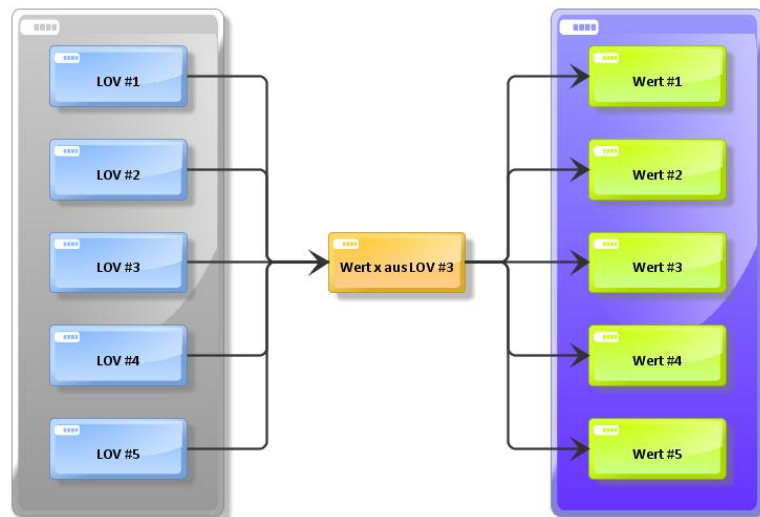 LOV #1
LOV #2
LOV #3
LOV #4
LOV #5
Wert x aus LOV #3
Wert #1
Wert #2
Wert #3
Wert #4
Wert #5